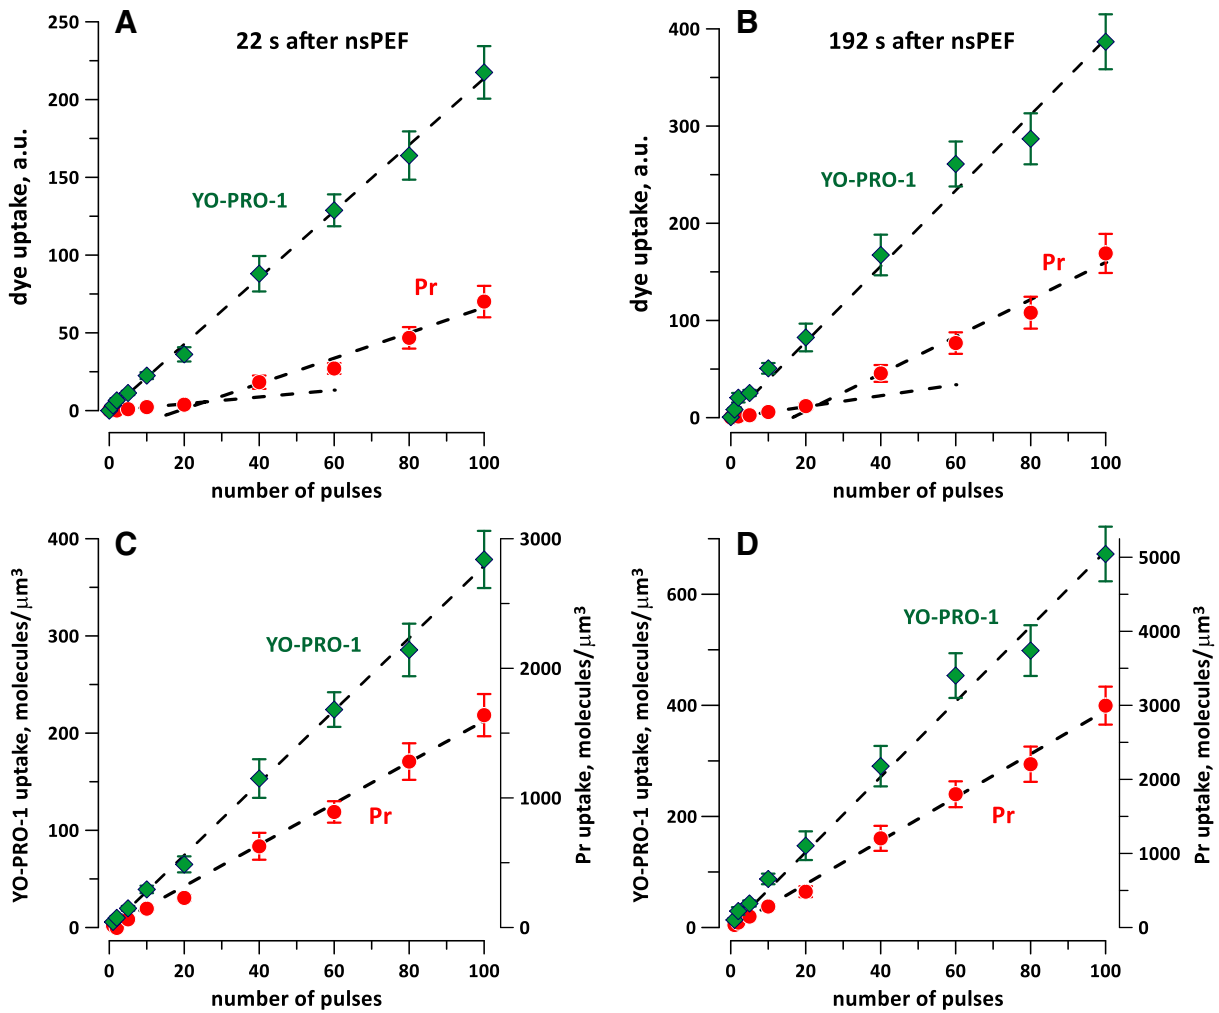 A
22 s after nsPEF
dye uptake, a.u.
250
200
150
100
50
0
YO-PRO-1
Pr
0 20 40 60 80 100
number of pulses
B
192 s after nsPEF
dye uptake, a.u.
400
300
200
100
0
YO-PRO-1
Pr
0 20 40 60 80 100
number of pulses
C
YO-PRO-1 uptake, molecules/μm³
400
300
200
100
0
YO-PRO-1
Pr
3000
2000
1000
0
Pr uptake, molecules/μm³
0 20 40 60 80 100
number of pulses
D
YO-PRO-1 uptake, molecules/μm³
600
400
200
0
YO-PRO-1
Pr
5000
4000
3000
2000
1000
0
Pr uptake, molecules/μm³
0 20 40 60 80 100
number of pulses